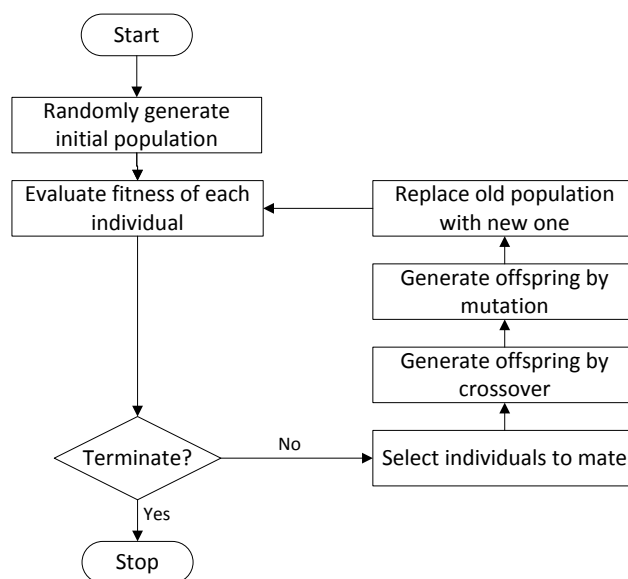 Start
Randomly generate
initial population
Evaluate fitness of each
individual
Terminate?
Yes
Stop
No
Select individuals to mate
Generate offspring by
crossover
Generate offspring by
mutation
Replace old population
with new one